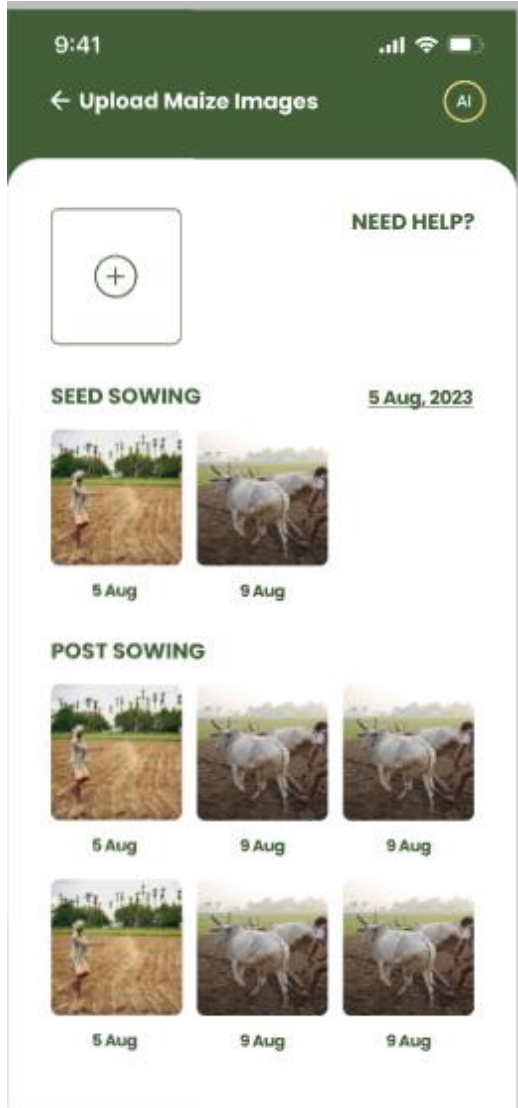 9:41
← Upload Maize Images
AI
NEED HELP?
SEED SOWING
5 Aug, 2023
5 Aug
9 Aug
POST SOWING
5 Aug
9 Aug
9 Aug
5 Aug
9 Aug
9 Aug